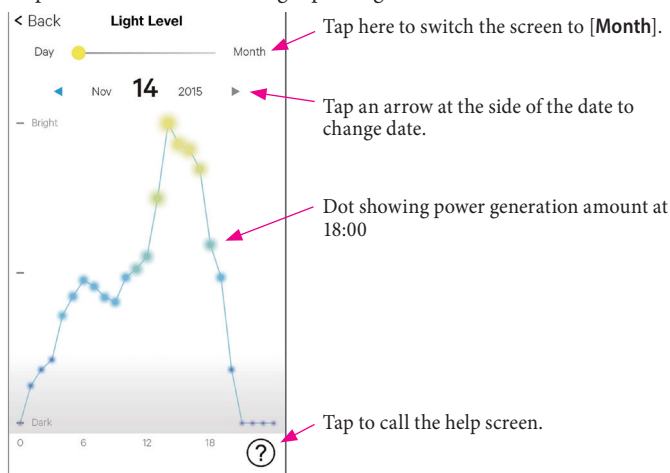 < Back Light Level
Day Month
◀ Nov 14 2015 ▶
Bright
Dark
0 6 12 18
?
Tap here to switch the screen to [Month].
Tap an arrow at the side of the date to
change date.
Dot showing power generation amount at
18:00
Tap to call the help screen.